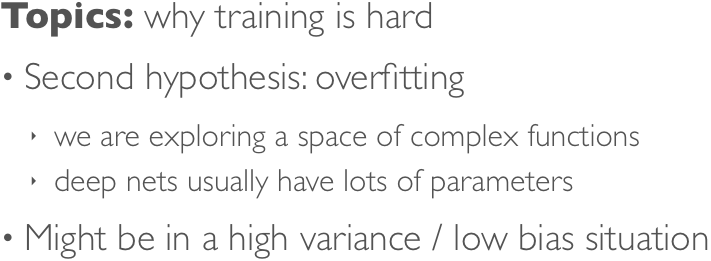 Topics: why training is hard
• Second hypothesis: overfitting
‣ we are exploring a space of complex functions
‣ deep nets usually have lots of parameters
• Might be in a high variance / low bias situation